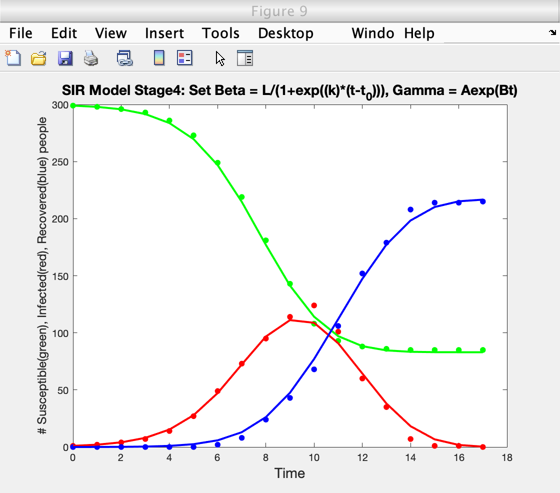 Figure 9
File Edit View Insert Tools Desktop Windo Help
SIR Model Stage4: Set Beta = L/(1+exp((k)*(t-t0))), Gamma = Aexp(Bt)
# Susceptible(green), Infected(red), Recovered(blue) people
300
250
200
150
100
50
0
0 2 4 6 8 10 12 14 16 18
Time